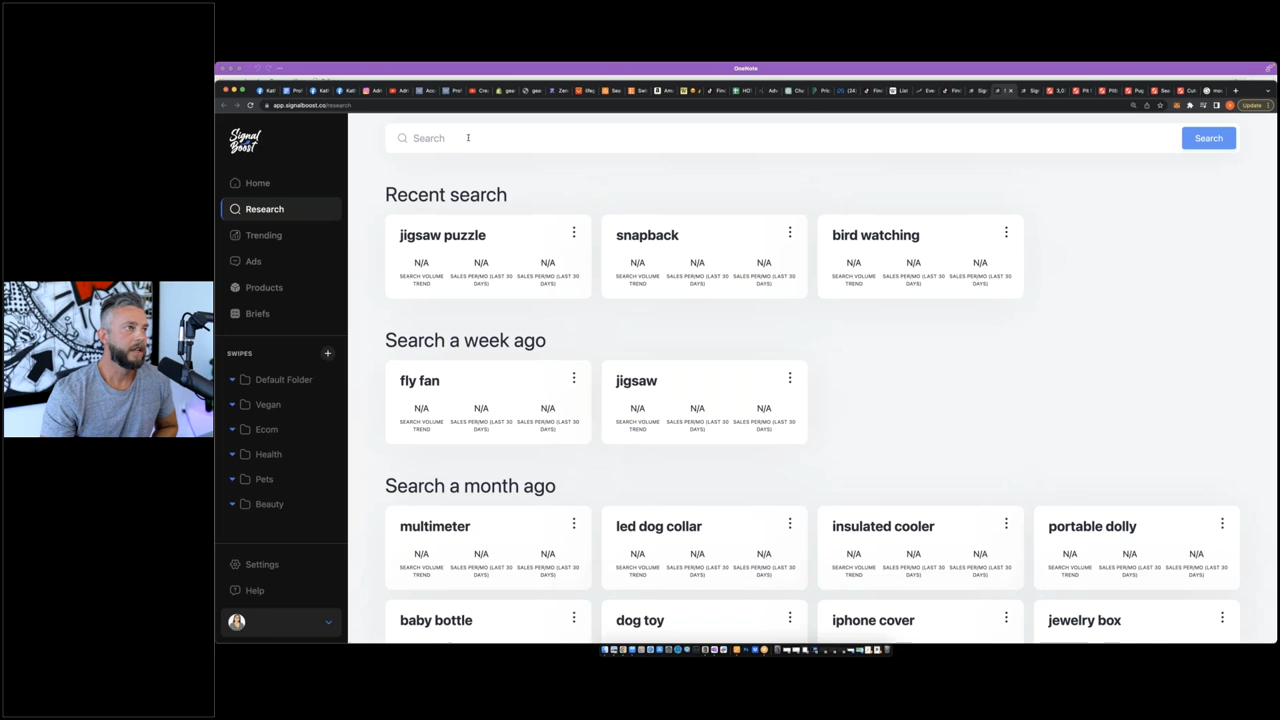 OneNote
app.signalboost.co/research
Update
Signal
Boost
Home
Research
Trending
Ads
Products
Briefs
SWIPES
Default Folder
Vegan
Ecom
Health
Pets
Beauty
Settings
Help
Search
Search
Recent search
jigsaw puzzle
N/A N/A N/A
SEARCH VOLUME TREND SALES PER/MO (LAST 30 DAYS) SALES PER/MO (LAST 30 DAYS)
snapback
N/A N/A N/A
SEARCH VOLUME TREND SALES PER/MO (LAST 30 DAYS) SALES PER/MO (LAST 30 DAYS)
bird watching
N/A N/A N/A
SEARCH VOLUME TREND SALES PER/MO (LAST 30 DAYS) SALES PER/MO (LAST 30 DAYS)
Search a week ago
fly fan
N/A N/A N/A
SEARCH VOLUME TREND SALES PER/MO (LAST 30 DAYS) SALES PER/MO (LAST 30 DAYS)
jigsaw
N/A N/A N/A
SEARCH VOLUME TREND SALES PER/MO (LAST 30 DAYS) SALES PER/MO (LAST 30 DAYS)
Search a month ago
multimeter
N/A N/A N/A
SEARCH VOLUME TREND SALES PER/MO (LAST 30 DAYS) SALES PER/MO (LAST 30 DAYS)
led dog collar
N/A N/A N/A
SEARCH VOLUME TREND SALES PER/MO (LAST 30 DAYS) SALES PER/MO (LAST 30 DAYS)
insulated cooler
N/A N/A N/A
SEARCH VOLUME TREND SALES PER/MO (LAST 30 DAYS) SALES PER/MO (LAST 30 DAYS)
portable dolly
N/A N/A N/A
SEARCH VOLUME TREND SALES PER/MO (LAST 30 DAYS) SALES PER/MO (LAST 30 DAYS)
baby bottle
dog toy
iphone cover
jewelry box